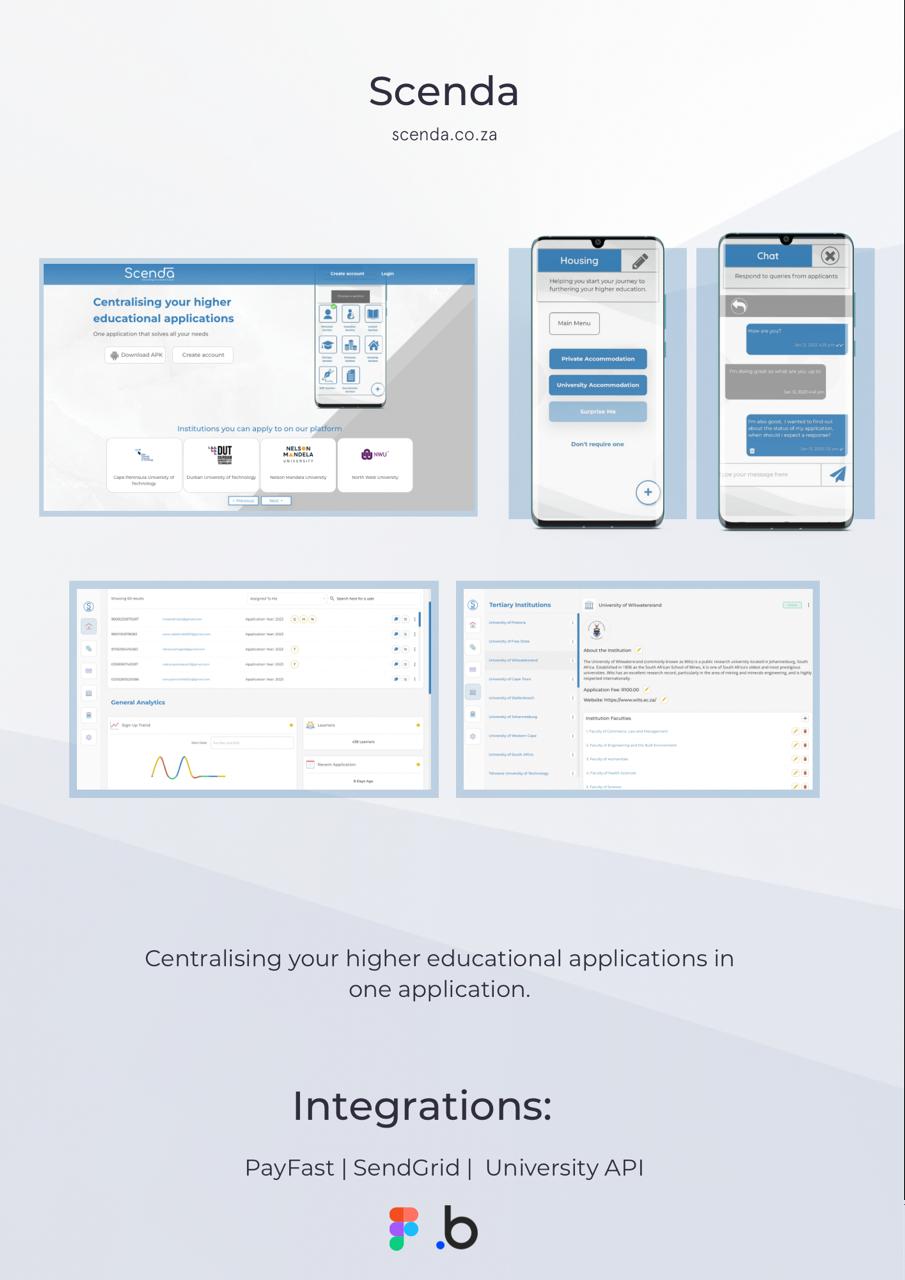 Scenda
scenda.co.za
Scenda
Create account
Login
Centralising your higher
educational applications
One application that solves all your needs
Download APK
Create account
Institutions you can apply to on our platform
DUT
NELSON
MANDELA
UNIVERSITY
NWU
Cape Peninsula University of
Technology
Durban University of Technology
Nelson Mandela University
North West University
< Previous
Next >
Housing
Helping you start your journey to
furthering your higher education.
Main Menu
Private Accommodation
University Accommodation
Surprise Me
Don't require one
Chat
Respond to queries from applicants
How are you?
I'm doing great so what are you up to
I'm also good, I wanted to find out
about the status of my application,
when should i expect a response?
type your message here
Showing 50 results
Assigned To Me
Search here for a user
Application Year: 2023
Application Year: 2023
Application Year: 2023
Application Year: 2023
Application Year: 2023
General Analytics
Sign Up Trend
Learners
438 Learners
Recent Application
9 Days Ago
Tertiary Institutions
University of Pretoria
University of Free State
University of Witwatersrand
University of Cape Town
University of Stellenbosch
University of Johannesburg
University of Western Cape
University of South Africa
Tshwane University of Technology
University of Witwatersrand
About the Institution
The University of Witwatersrand (commonly known as Wits) is a public research university located in Johannesburg, South
Africa. Established in 1896 as the South African School of Mines, it is one of South Africa's oldest and most prestigious
universities. Wits has an excellent research record, particularly in the area of mining and minerals engineering, and is highly
respected internationally.
Application Fee: R100.00
Website: https://www.wits.ac.za/
Institution Faculties
1. Faculty of Commerce, Law and Management
2. Faculty of Engineering and the Built Environment
3. Faculty of Humanities
4. Faculty of Health Sciences
5. Faculty of Science
Centralising your higher educational applications in
one application.
Integrations:
PayFast | SendGrid | University API
.b